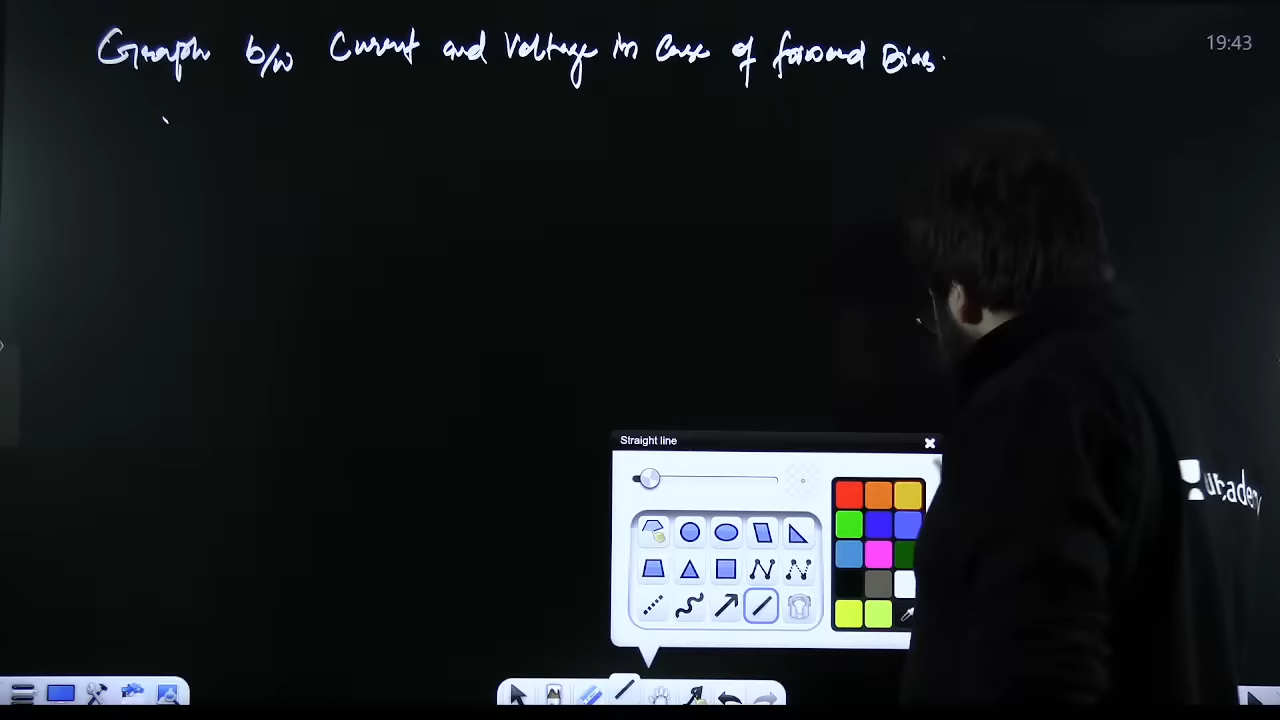 Graph b/w Current and Voltage in Case of forward Bias.
19:43
Straight line